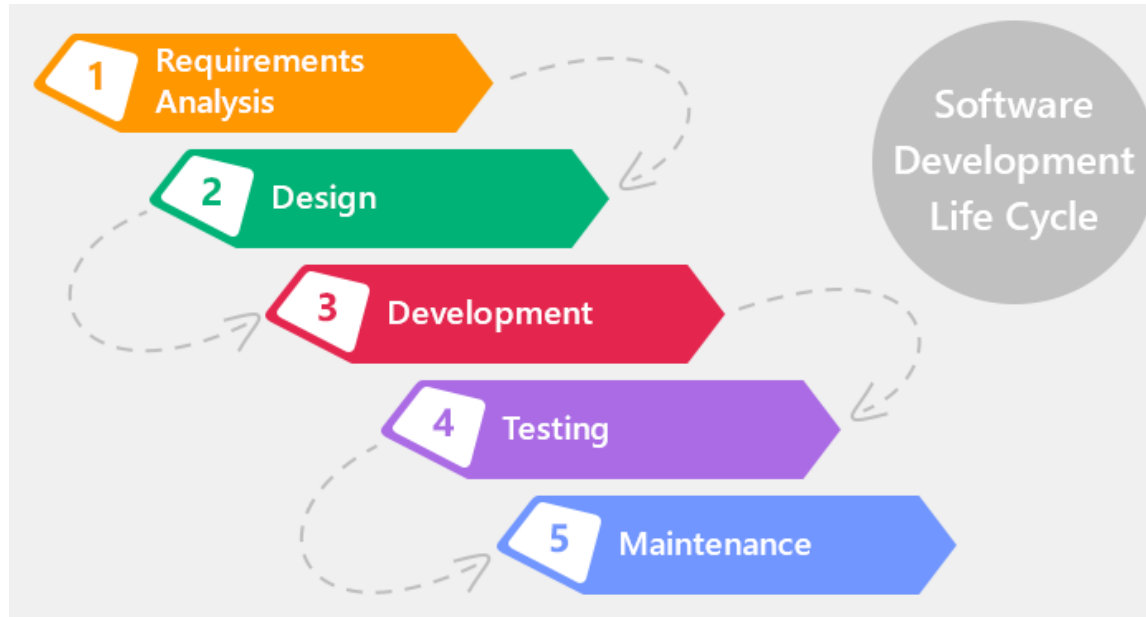 1
Requirements
Analysis
Software
Development
Life Cycle
2
Design
3
Development
4
Testing
5
Maintenance